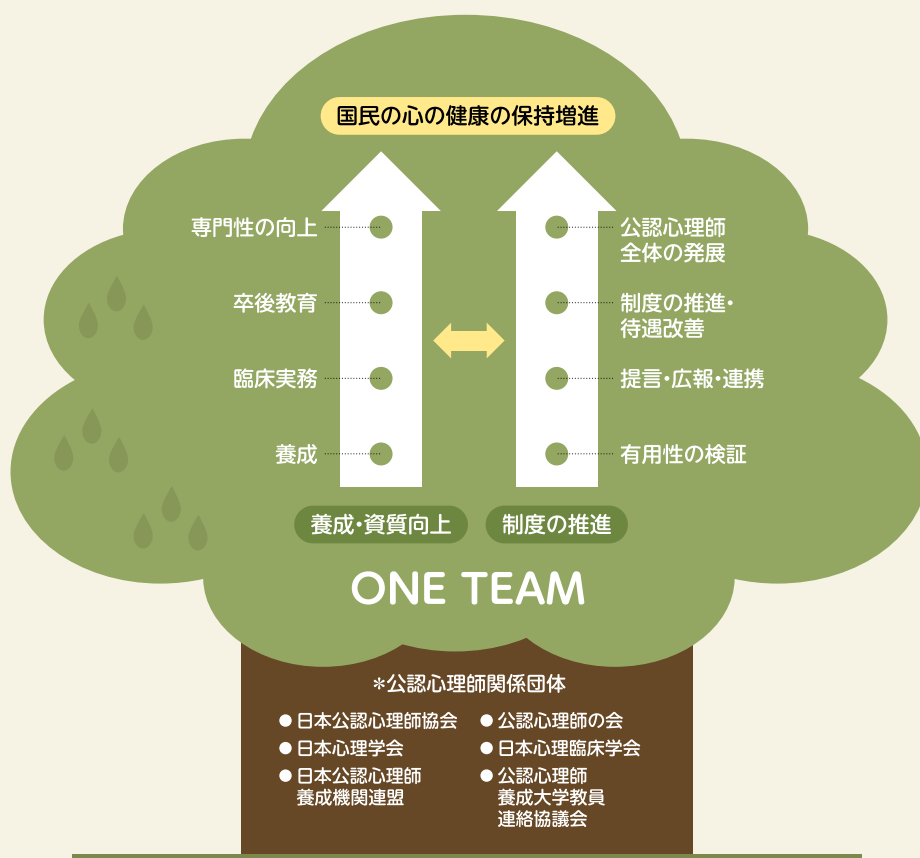 国民の心の健康の保持増進
専門性の向上
卒後教育
臨床実務
養成
公認心理師
全体の発展
制度の推進・
待遇改善
提言・広報・連携
有用性の検証
養成・資質向上
制度の推進
ONE TEAM
＊公認心理師関係団体
● 日本公認心理師協会
● 日本心理学会
● 日本公認心理師
養成機関連盟
● 公認心理師の会
● 日本心理臨床学会
● 公認心理師
養成大学教員
連絡協議会